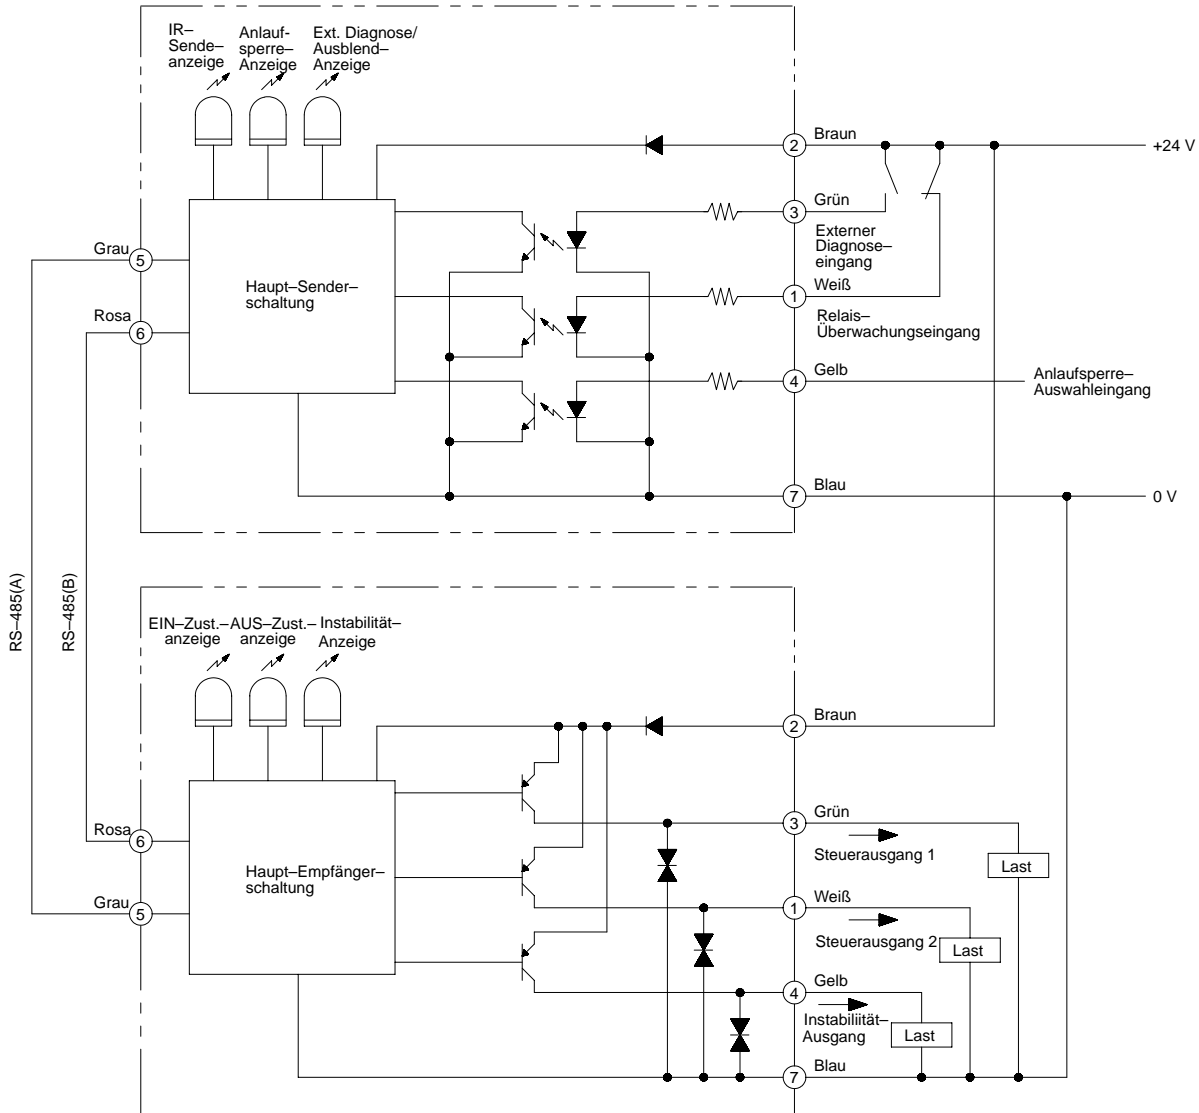 IR–
Sende–
anzeige
Anlauf–
sperre–
Anzeige
Ext. Diagnose/
Ausblend–
Anzeige
2
Braun
+24 V
3
Grün
Externer
Diagnose–
eingang
Grau
5
Haupt–Sender–
schaltung
1
Weiß
Relais–
Überwachungseingang
Rosa
6
4
Gelb
Anlaufsperre–
Auswahleingang
7
Blau
0 V
RS–485(A)
RS–485(B)
EIN–Zust.–
anzeige
AUS–Zust.–
anzeige
Instabilität–
Anzeige
2
Braun
3
Grün
Steuerausgang 1
Last
Rosa
6
Haupt–Empfänger–
schaltung
Grau
5
1
Weiß
Steuerausgang 2
Last
4
Gelb
Instabiliität–
Ausgang
Last
7
Blau